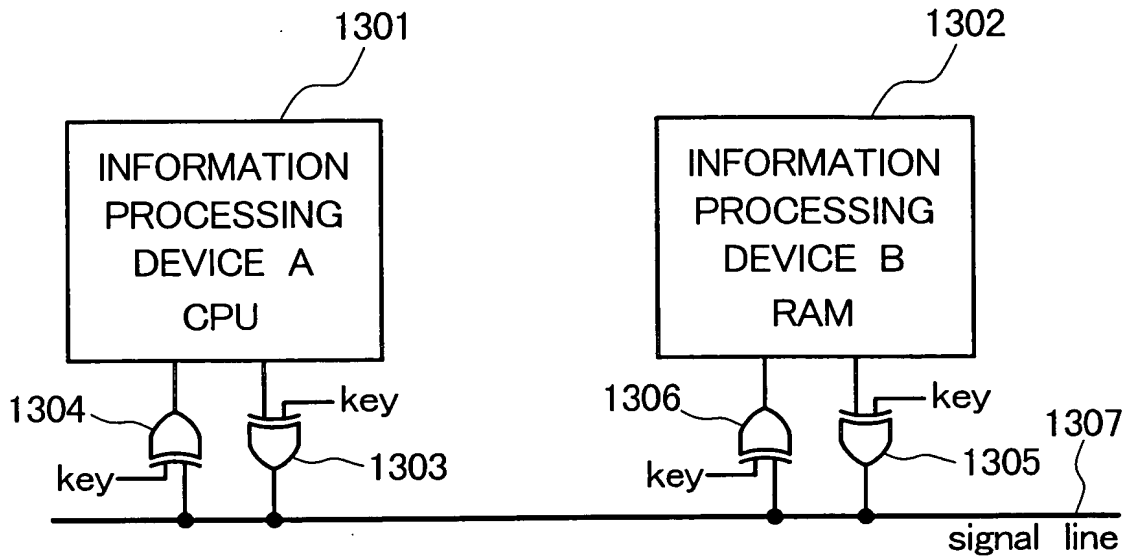 1301
1302
INFORMATION
PROCESSING
DEVICE A
CPU
INFORMATION
PROCESSING
DEVICE B
RAM
1304
key
1303
key
1306
key
1305
key
1307
signal line